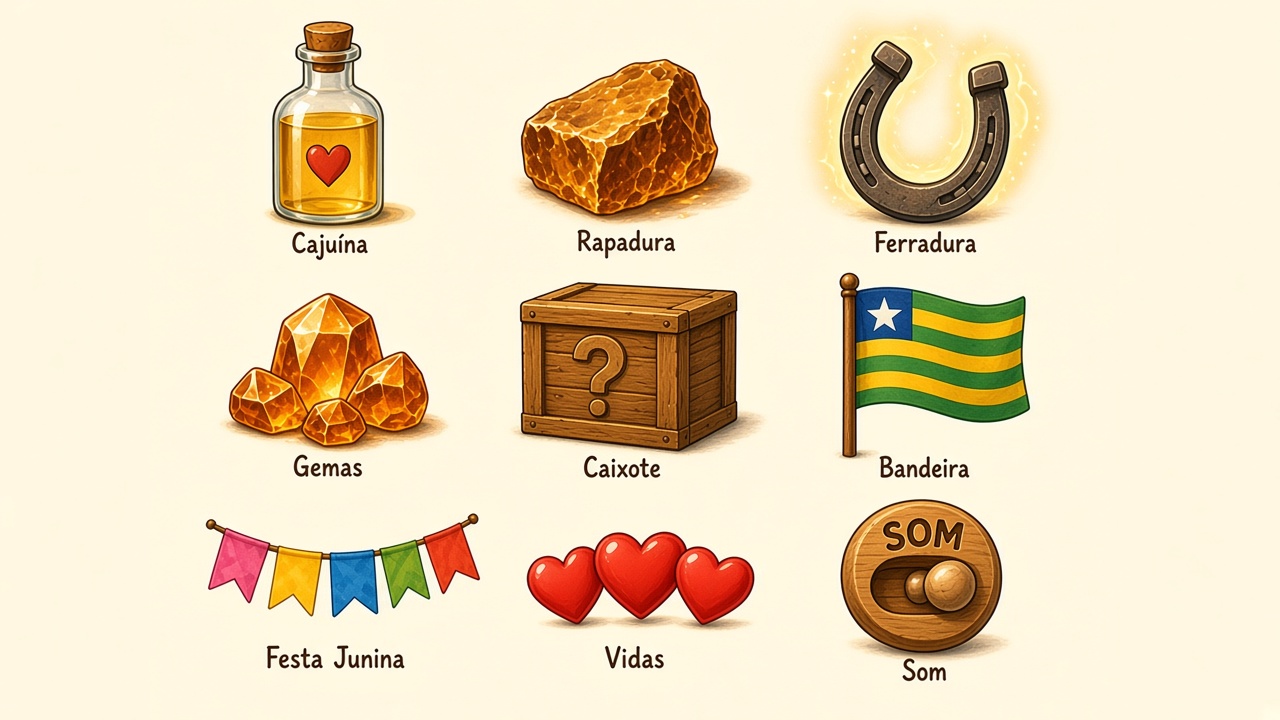 Cajuína
Rapadura
Ferradura
?
Gemas
Caixote
Bandeira
SOM
Festa Junina
Vidas
Som